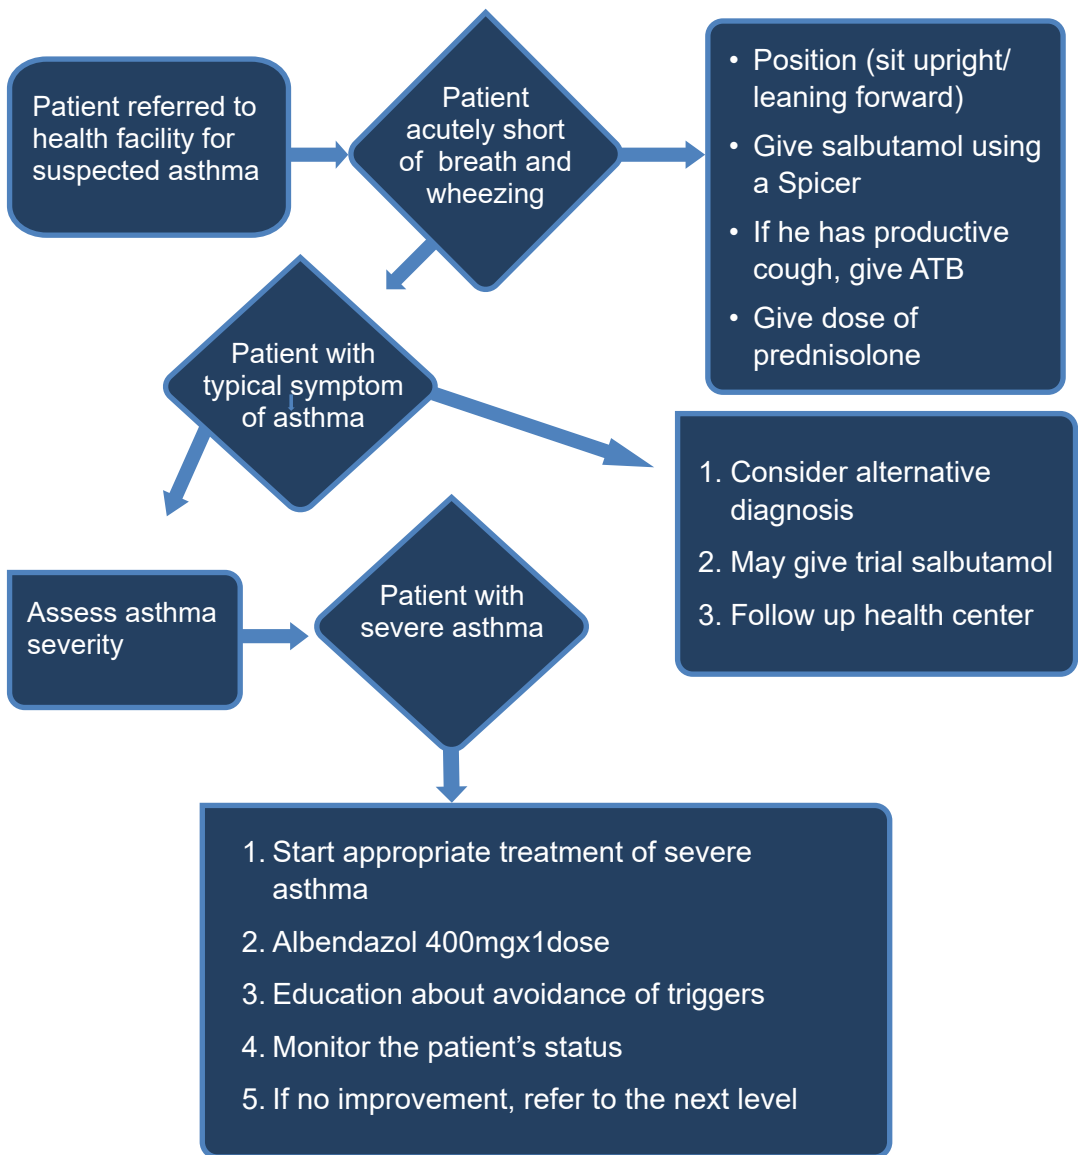 Patient referred to
health facility for
suspected asthma
Patient
acutely short
of breath and
wheezing
• Position (sit upright/
leaning forward)
• Give salbutamol using
a Spicer
• If he has productive
cough, give ATB
• Give dose of
prednisolone
Patient with
typical symptom
of asthma
1. Consider alternative
diagnosis
2. May give trial salbutamol
3. Follow up health center
Assess asthma
severity
Patient with
severe asthma
1. Start appropriate treatment of severe
asthma
2. Albendazol 400mgx1dose
3. Education about avoidance of triggers
4. Monitor the patient’s status
5. If no improvement, refer to the next level